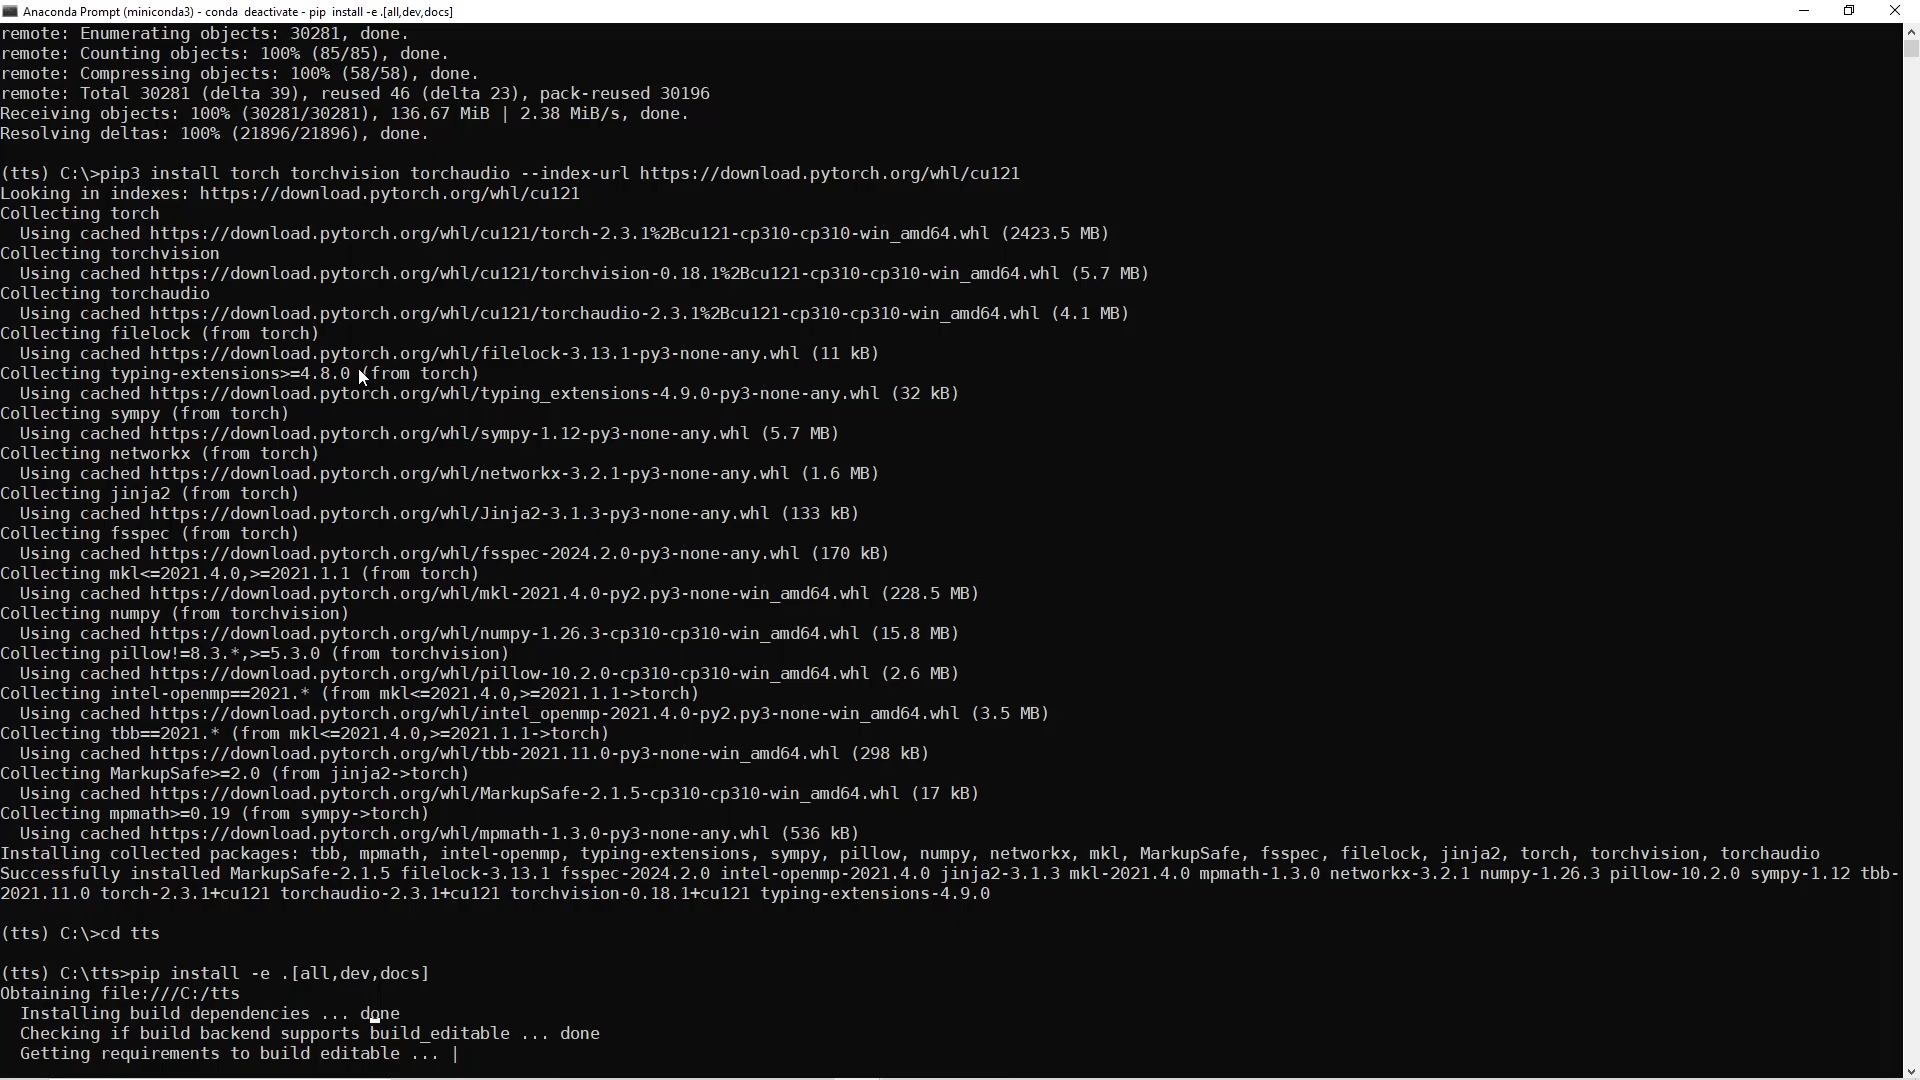 Anaconda Prompt (miniconda3) - conda  deactivate - pip  install -e .[all,dev,docs]
remote: Enumerating objects: 30281, done.
remote: Counting objects: 100% (85/85), done.
remote: Compressing objects: 100% (58/58), done.
remote: Total 30281 (delta 39), reused 46 (delta 23), pack-reused 30196
Receiving objects: 100% (30281/30281), 136.67 MiB | 2.38 MiB/s, done.
Resolving deltas: 100% (21896/21896), done.
(tts) C:\>pip3 install torch torchvision torchaudio --index-url https://download.pytorch.org/whl/cu121
Looking in indexes: https://download.pytorch.org/whl/cu121
Collecting torch
  Using cached https://download.pytorch.org/whl/cu121/torch-2.3.1%2Bcu121-cp310-cp310-win_amd64.whl (2423.5 MB)
Collecting torchvision
  Using cached https://download.pytorch.org/whl/cu121/torchvision-0.18.1%2Bcu121-cp310-cp310-win_amd64.whl (5.7 MB)
Collecting torchaudio
  Using cached https://download.pytorch.org/whl/cu121/torchaudio-2.3.1%2Bcu121-cp310-cp310-win_amd64.whl (4.1 MB)
Collecting filelock (from torch)
  Using cached https://download.pytorch.org/whl/filelock-3.13.1-py3-none-any.whl (11 kB)
Collecting typing-extensions>=4.8.0 (from torch)
  Using cached https://download.pytorch.org/whl/typing_extensions-4.9.0-py3-none-any.whl (32 kB)
Collecting sympy (from torch)
  Using cached https://download.pytorch.org/whl/sympy-1.12-py3-none-any.whl (5.7 MB)
Collecting networkx (from torch)
  Using cached https://download.pytorch.org/whl/networkx-3.2.1-py3-none-any.whl (1.6 MB)
Collecting jinja2 (from torch)
  Using cached https://download.pytorch.org/whl/Jinja2-3.1.3-py3-none-any.whl (133 kB)
Collecting fsspec (from torch)
  Using cached https://download.pytorch.org/whl/fsspec-2024.2.0-py3-none-any.whl (170 kB)
Collecting mkl<=2021.4.0,>=2021.1.1 (from torch)
  Using cached https://download.pytorch.org/whl/mkl-2021.4.0-py2.py3-none-win_amd64.whl (228.5 MB)
Collecting numpy (from torchvision)
  Using cached https://download.pytorch.org/whl/numpy-1.26.3-cp310-cp310-win_amd64.whl (15.8 MB)
Collecting pillow!=8.3.*,>=5.3.0 (from torchvision)
  Using cached https://download.pytorch.org/whl/pillow-10.2.0-cp310-cp310-win_amd64.whl (2.6 MB)
Collecting intel-openmp==2021.* (from mkl<=2021.4.0,>=2021.1.1->torch)
  Using cached https://download.pytorch.org/whl/intel_openmp-2021.4.0-py2.py3-none-win_amd64.whl (3.5 MB)
Collecting tbb==2021.* (from mkl<=2021.4.0,>=2021.1.1->torch)
  Using cached https://download.pytorch.org/whl/tbb-2021.11.0-py3-none-win_amd64.whl (298 kB)
Collecting MarkupSafe>=2.0 (from jinja2->torch)
  Using cached https://download.pytorch.org/whl/MarkupSafe-2.1.5-cp310-cp310-win_amd64.whl (17 kB)
Collecting mpmath>=0.19 (from sympy->torch)
  Using cached https://download.pytorch.org/whl/mpmath-1.3.0-py3-none-any.whl (536 kB)
Installing collected packages: tbb, mpmath, intel-openmp, typing-extensions, sympy, pillow, numpy, networkx, mkl, MarkupSafe, fsspec, filelock, jinja2, torch, torchvision, torchaudio
Successfully installed MarkupSafe-2.1.5 filelock-3.13.1 fsspec-2024.2.0 intel-openmp-2021.4.0 jinja2-3.1.3 mkl-2021.4.0 mpmath-1.3.0 networkx-3.2.1 numpy-1.26.3 pillow-10.2.0 sympy-1.12 tbb-
2021.11.0 torch-2.3.1+cu121 torchaudio-2.3.1+cu121 torchvision-0.18.1+cu121 typing-extensions-4.9.0
(tts) C:\>cd tts
(tts) C:\tts>pip install -e .[all,dev,docs]
Obtaining file:///C:/tts
  Installing build dependencies ... done
  Checking if build backend supports build_editable ... done
  Getting requirements to build editable ... |